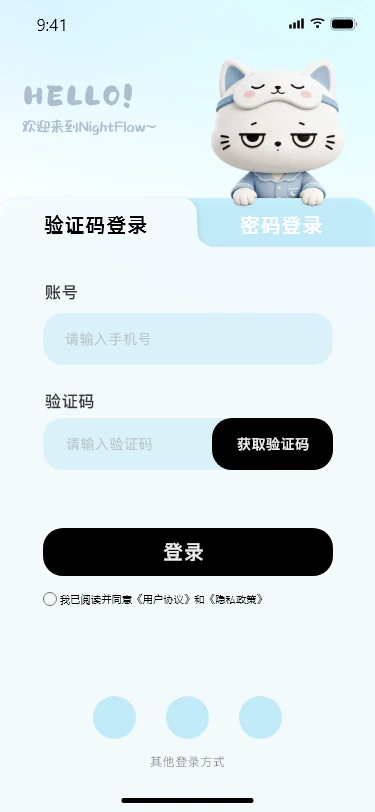 9:41
HELLO!
欢迎来到NightFlow~
验证码登录
密码登录
账号
请输入手机号
验证码
请输入验证码
获取验证码
登录
我已阅读并同意《用户协议》和《隐私政策》
其他登录方式